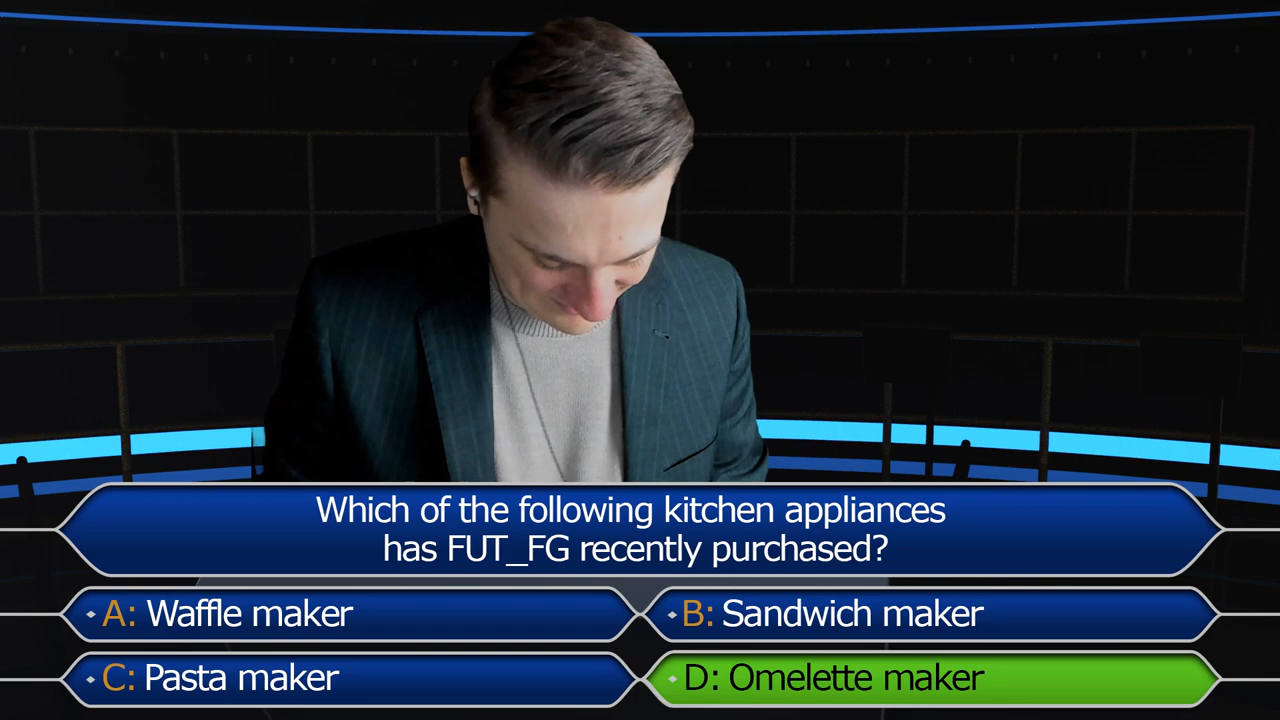 Which of the following kitchen appliances
has FUT_FG recently purchased?
A: Waffle maker
B: Sandwich maker
C: Pasta maker
D: Omelette maker